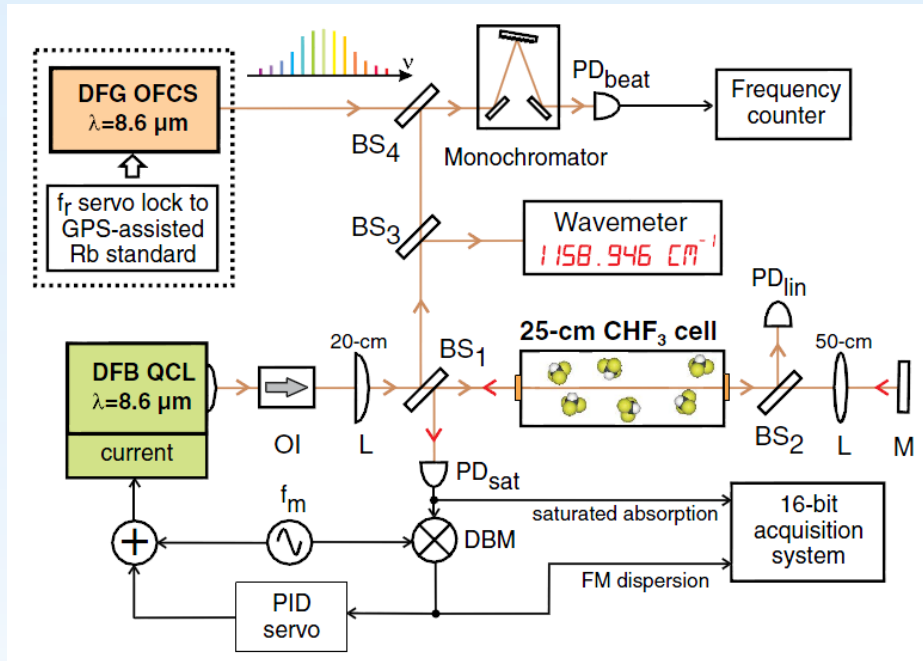 DFG OFCS
λ=8.6 μm
fr servo lock to
GPS-assisted
Rb standard
ν
BS4
Monochromator
PDbeat
Frequency
counter
BS3
Wavemeter
1158.946 CM-1
PDlin
DFB QCL
λ=8.6 μm
current
OI
20-cm
L
BS1
25-cm CHF3 cell
BS2
50-cm
L
M
PDsat
fm
DBM
saturated absorption
FM dispersion
16-bit
acquisition
system
+
PID
servo